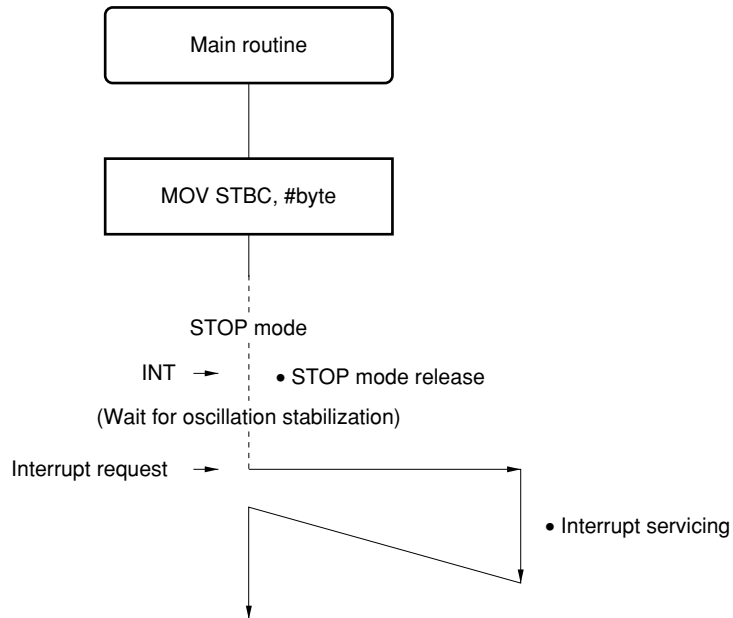 Main routine
MOV STBC, #byte
STOP mode
INT
• STOP mode release
(Wait for oscillation stabilization)
Interrupt request
• Interrupt servicing